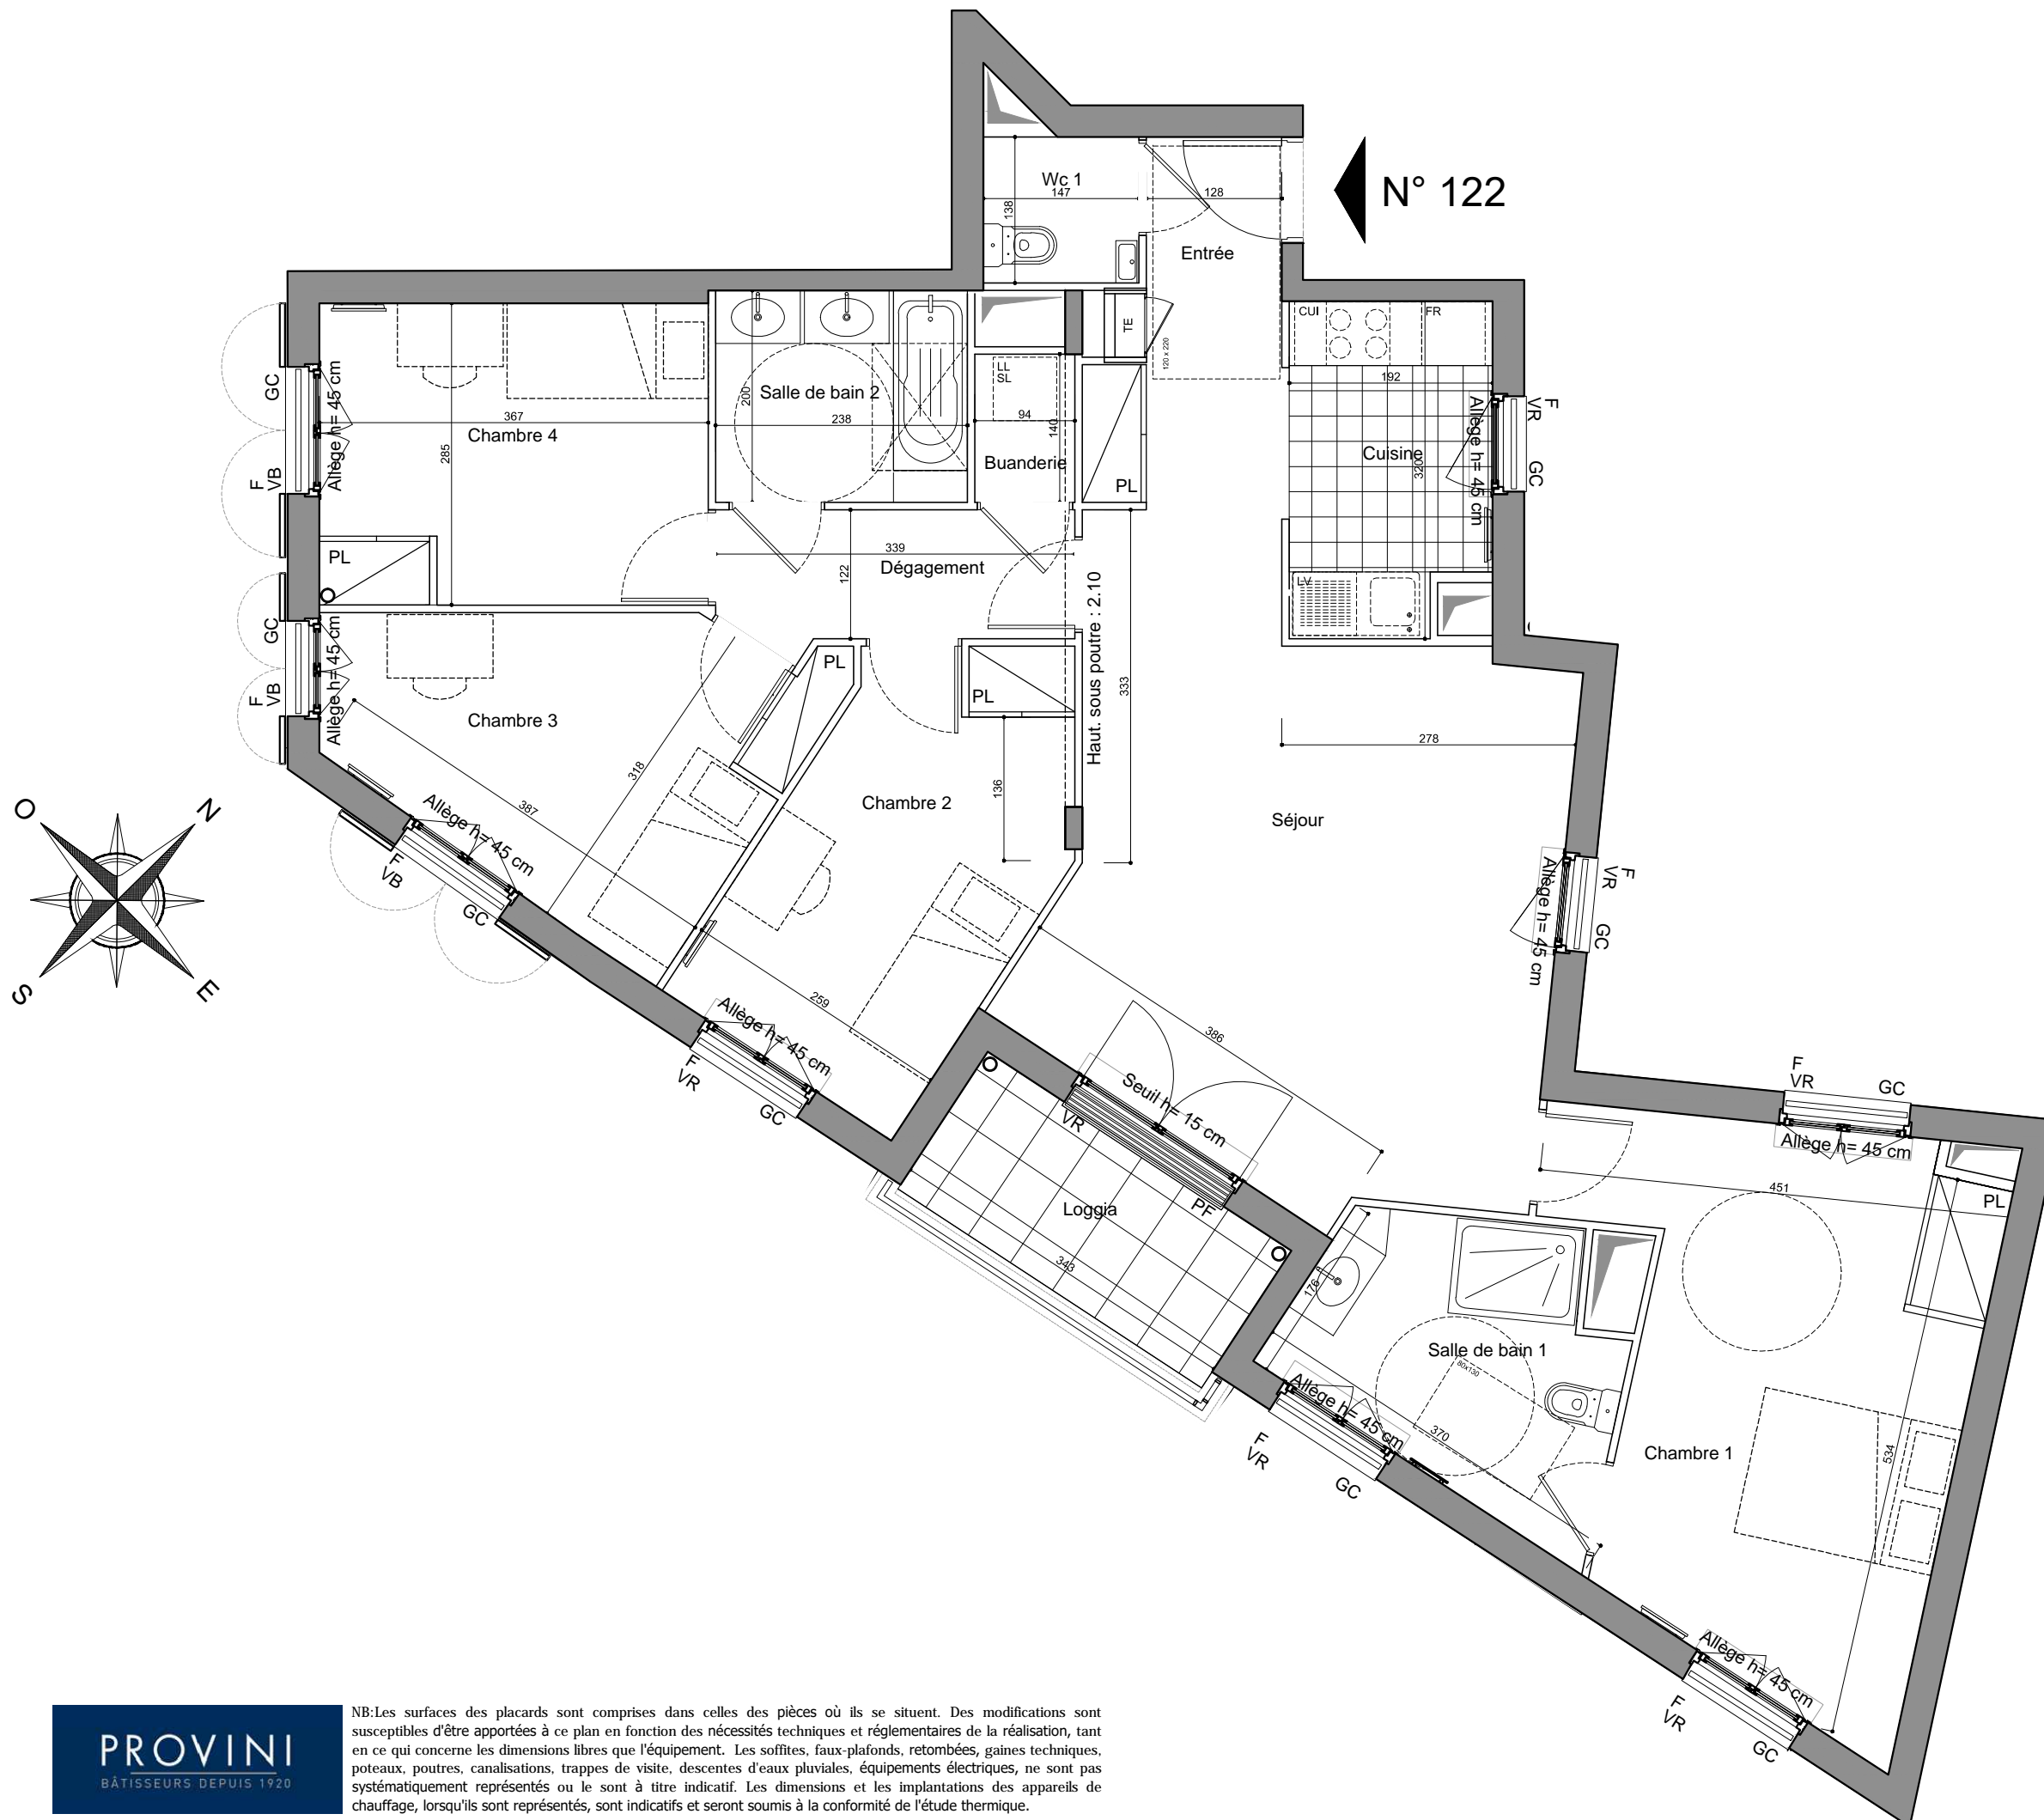 N° 122
Wc 1
147
128
138
Entrée
TE
120 x 220
CUI
FR
192
Cuisine
320
LV
Allège h= 45 cm
F
VR
GC
GC
F
VB
Allège h= 45 cm
367
Chambre 4
285
PL
200
Salle de bain 2
238
LL
SL
94
140
Buanderie
PL
339
Dégagement
122
Haut. sous poutre : 2.10
333
GC
F
VB
Allège h= 45 cm
Chambre 3
318
387
PL
PL
136
Chambre 2
278
Séjour
Allège h= 45 cm
F
VR
GC
O
N
S
E
Allège h= 45 cm
F
VB
GC
259
Allège h= 45 cm
F
VR
GC
386
Seuil h= 15 cm
VR
PF
Loggia
343
F
VR
GC
Allège h= 45 cm
451
PL
176
Salle de bain 1
80x130
370
Allège h= 45 cm
F
VR
GC
Chambre 1
534
Allège h= 45 cm
F
VR
GC
PROVINI
BÂTISSEURS DEPUIS 1920
NB:Les surfaces des placards sont comprises dans celles des pièces où ils se situent. Des modifications sont
susceptibles d'être apportées à ce plan en fonction des nécessités techniques et réglementaires de la réalisation, tant
en ce qui concerne les dimensions libres que l'équipement. Les soffites, faux-plafonds, retombées, gaines techniques,
poteaux, poutres, canalisations, trappes de visite, descentes d'eaux pluviales, équipements électriques, ne sont pas
systématiquement représentés ou le sont à titre indicatif. Les dimensions et les implantations des appareils de
chauffage, lorsqu'ils sont représentés, sont indicatifs et seront soumis à la conformité de l'étude thermique.